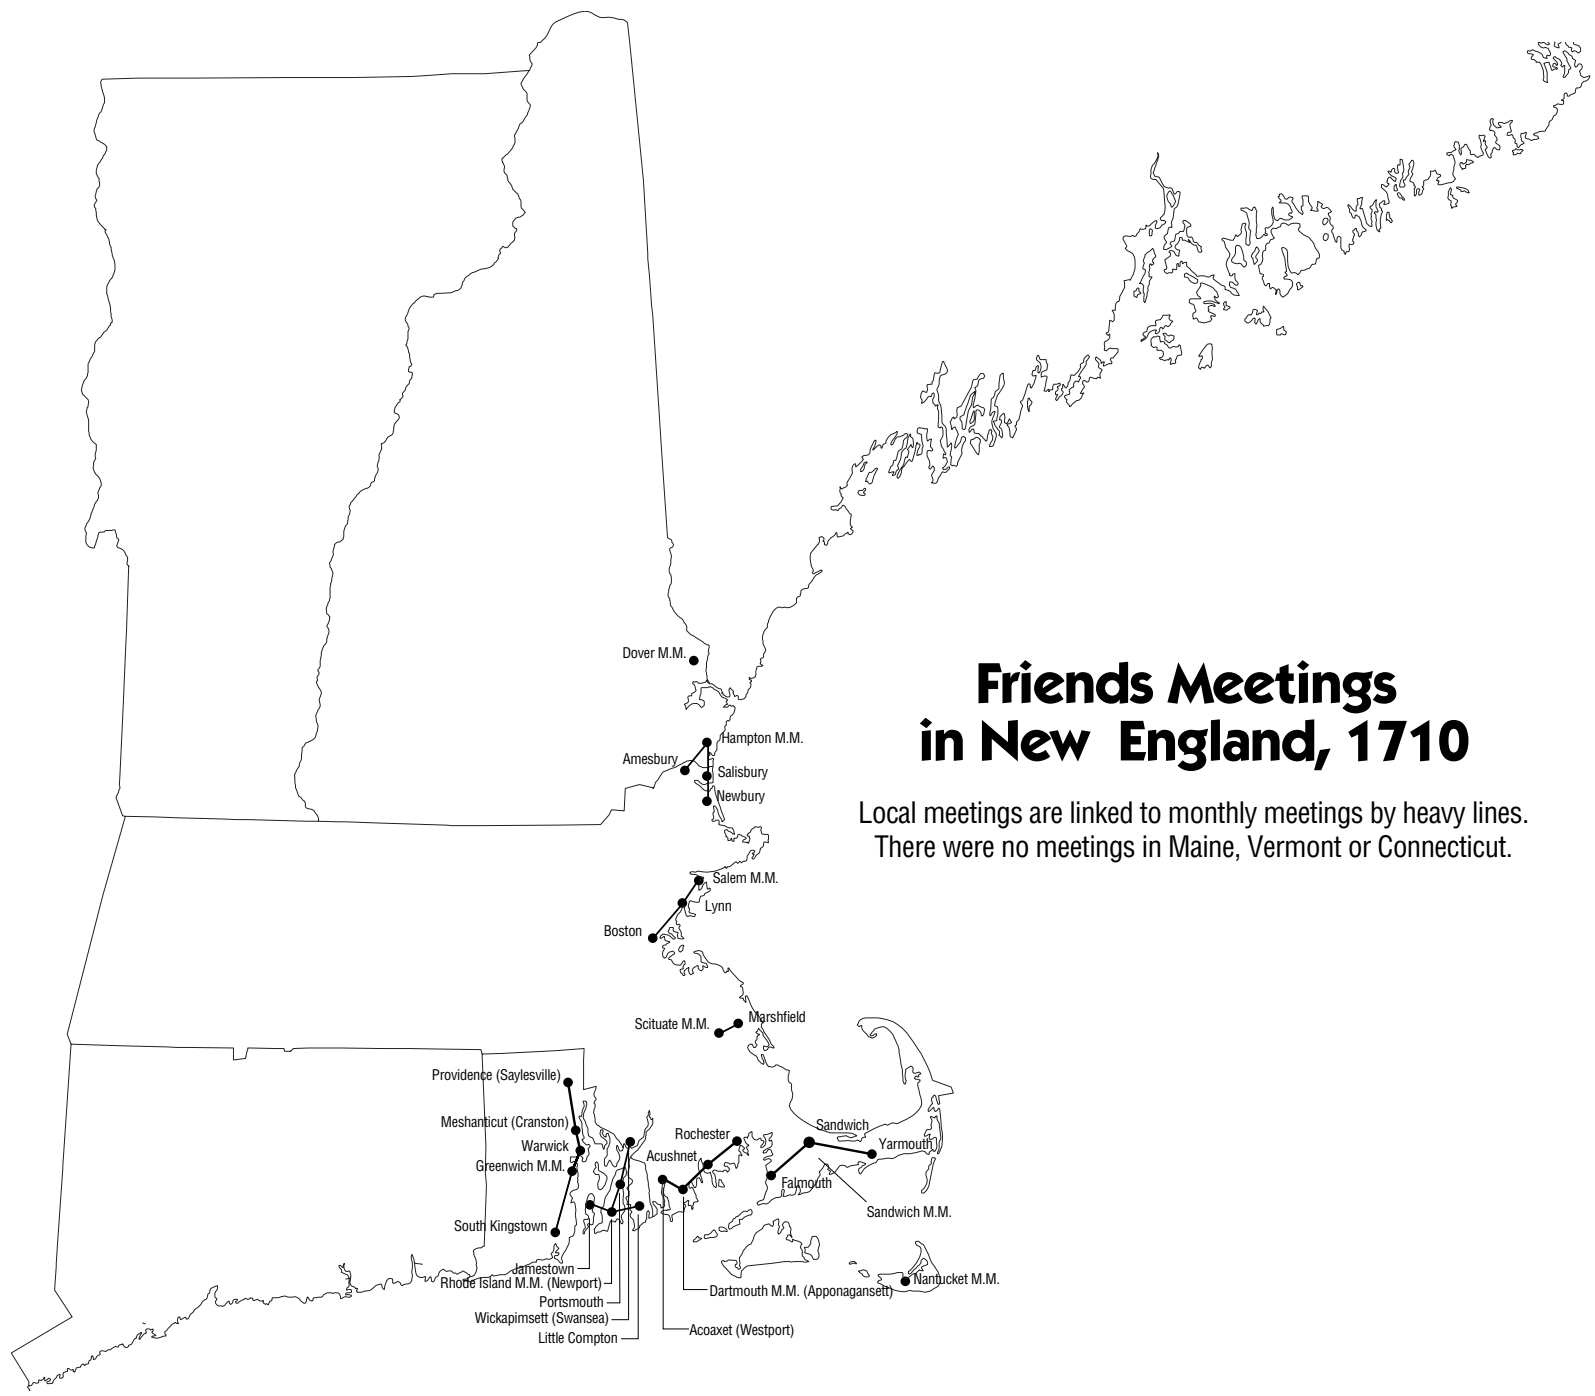 Dover M.M.
Friends Meetings
in New England, 1710
Hampton M.M.
Amesbury
Salisbury
Newbury
Local meetings are linked to monthly meetings by heavy lines.
There were no meetings in Maine, Vermont or Connecticut.
Salem M.M.
Lynn
Boston
Marshfield
Scituate M.M.
Providence (Saylesville)
Meshanticut (Cranston)
Warwick
Greenwich M.M.
South Kingstown
Rochester
Acushnet
Sandwich
Yarmouth
Falmouth
Sandwich M.M.
Jamestown
Rhode Island M.M. (Newport)
Portsmouth
Wickapimsett (Swansea)
Little Compton
Dartmouth M.M. (Apponagansett)
Acoaxet (Westport)
Nantucket M.M.